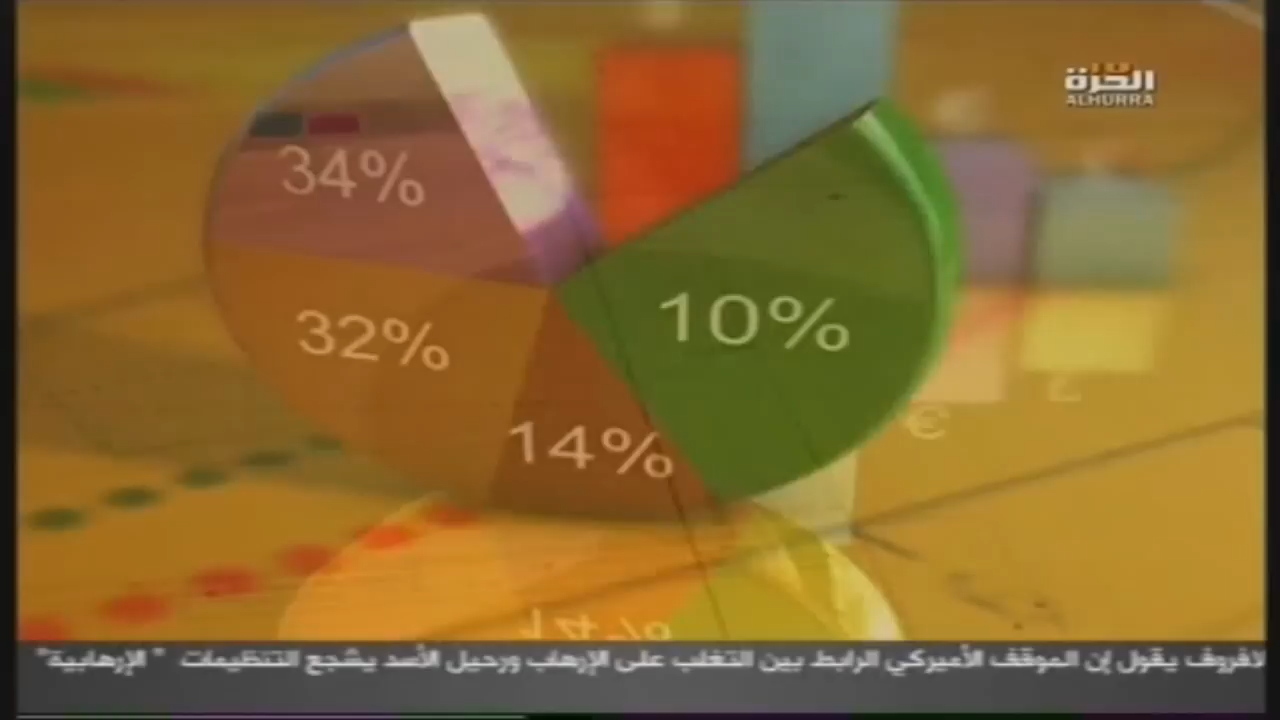 الحرة
ALHURRA
34%
10%
32%
14%
€
14%
لافروف يقول إن الموقف الأميركي الرابط بين التغلب على الإرهاب ورحيل الأسد يشجع التنظيمات "الإرهابية"